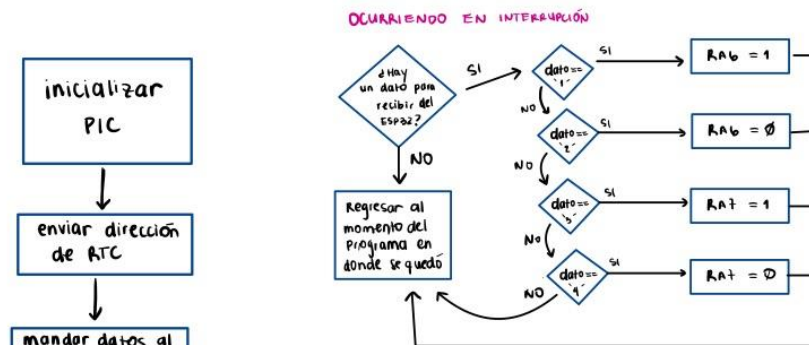 OCURRIENDO EN INTERRUPCIÓN
inicializar
PIC
enviar dirección
de RTC
mandar datos al
¿Hay
un dato para
recibir del
ESP32?
SI
NO
Regresar al
momento del
programa en
donde se quedó
dato==
'1'
SI
RA6 = 1
NO
dato==
'2'
SI
RA6 = Ø
NO
dato==
'3'
SI
RA7 = 1
NO
dato==
'4'
SI
RA7 = Ø
NO